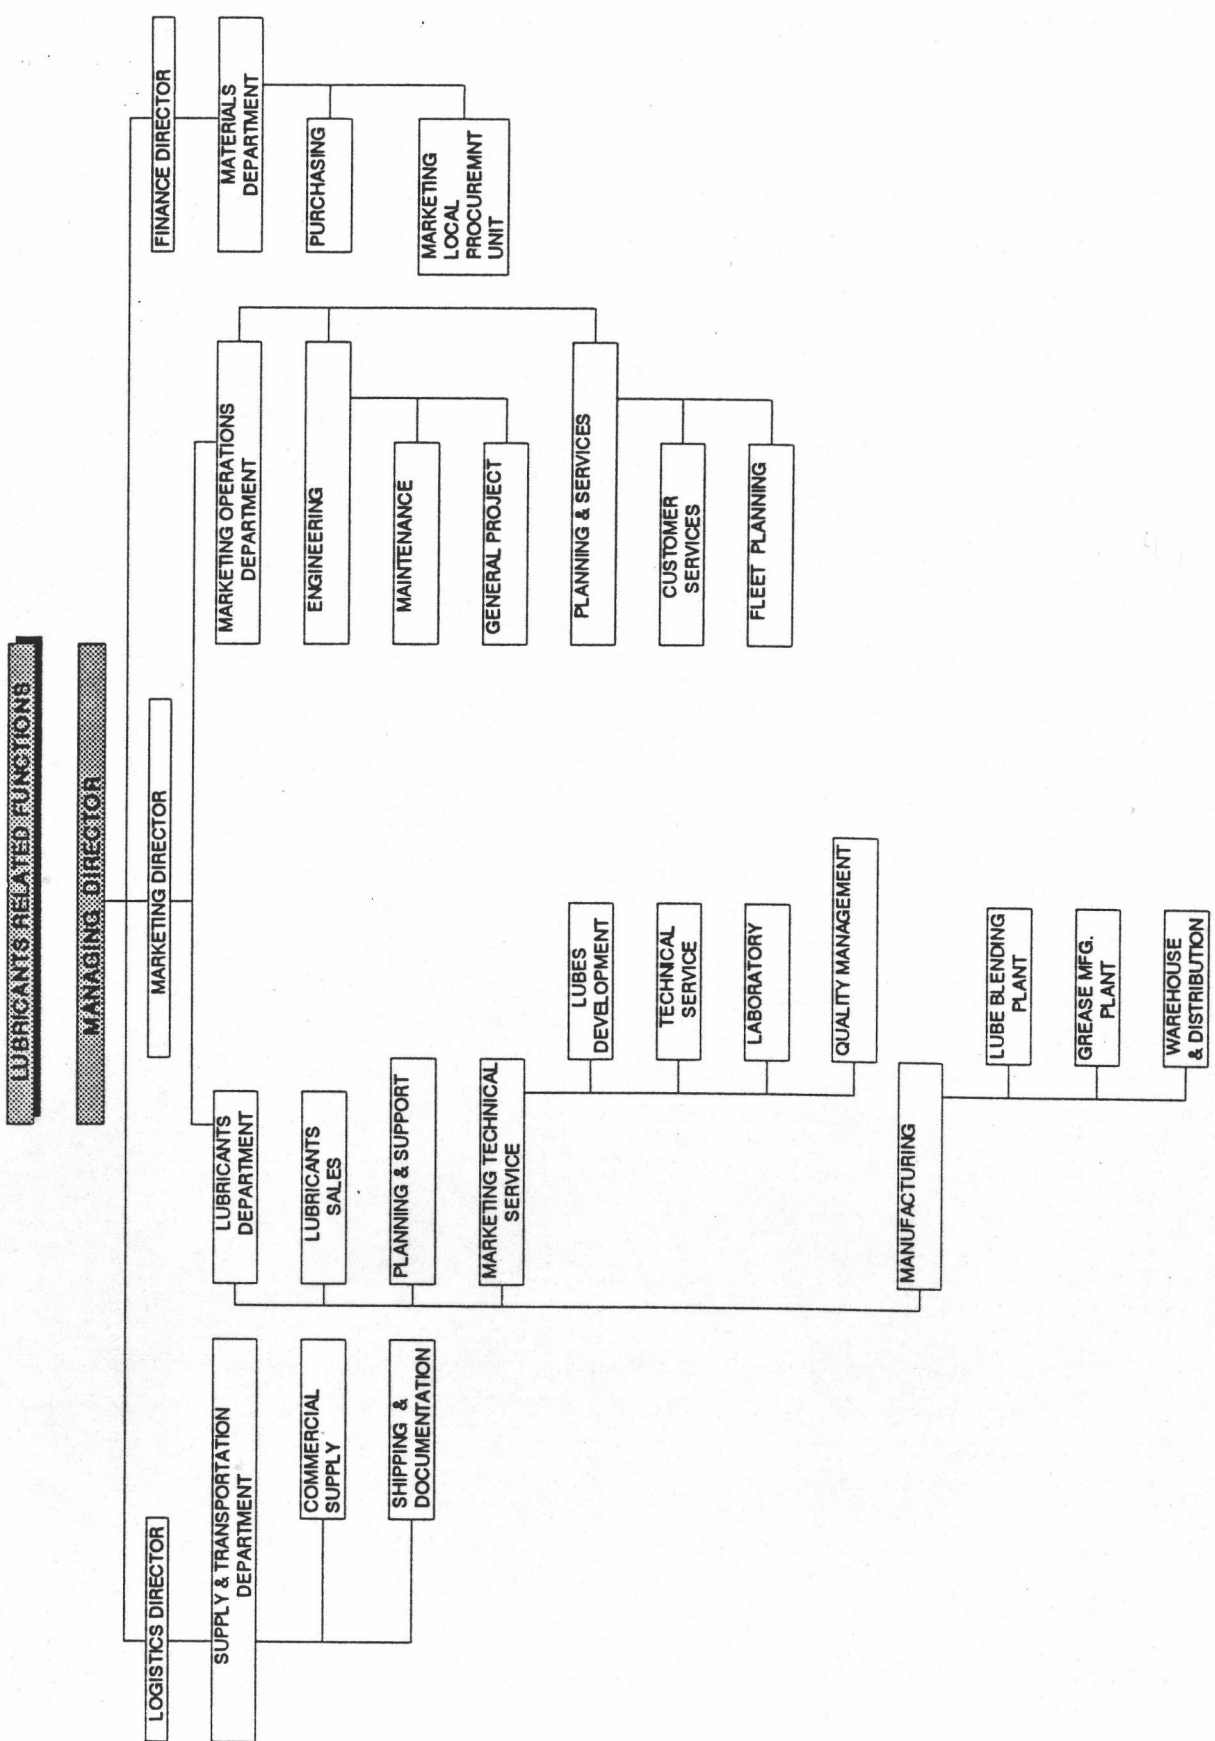 LUBRICANTS RELATED FUNCTIONS
MANAGING DIRECTOR
LOGISTICS DIRECTOR
MARKETING DIRECTOR
FINANCE DIRECTOR
SUPPLY & TRANSPORTATION
DEPARTMENT
COMMERCIAL
SUPPLY
SHIPPING &
DOCUMENTATION
LUBRICANTS
DEPARTMENT
LUBRICANTS
SALES
PLANNING & SUPPORT
MARKETING TECHNICAL
SERVICE
LUBES
DEVELOPMENT
TECHNICAL
SERVICE
LABORATORY
QUALITY MANAGEMENT
MANUFACTURING
LUBE BLENDING
PLANT
GREASE MFG.
PLANT
WAREHOUSE
& DISTRIBUTION
MARKETING OPERATIONS
DEPARTMENT
ENGINEERING
MAINTENANCE
GENERAL PROJECT
PLANNING & SERVICES
CUSTOMER
SERVICES
FLEET PLANNING
MATERIALS
DEPARTMENT
PURCHASING
MARKETING
LOCAL
PROCUREMNT
UNIT